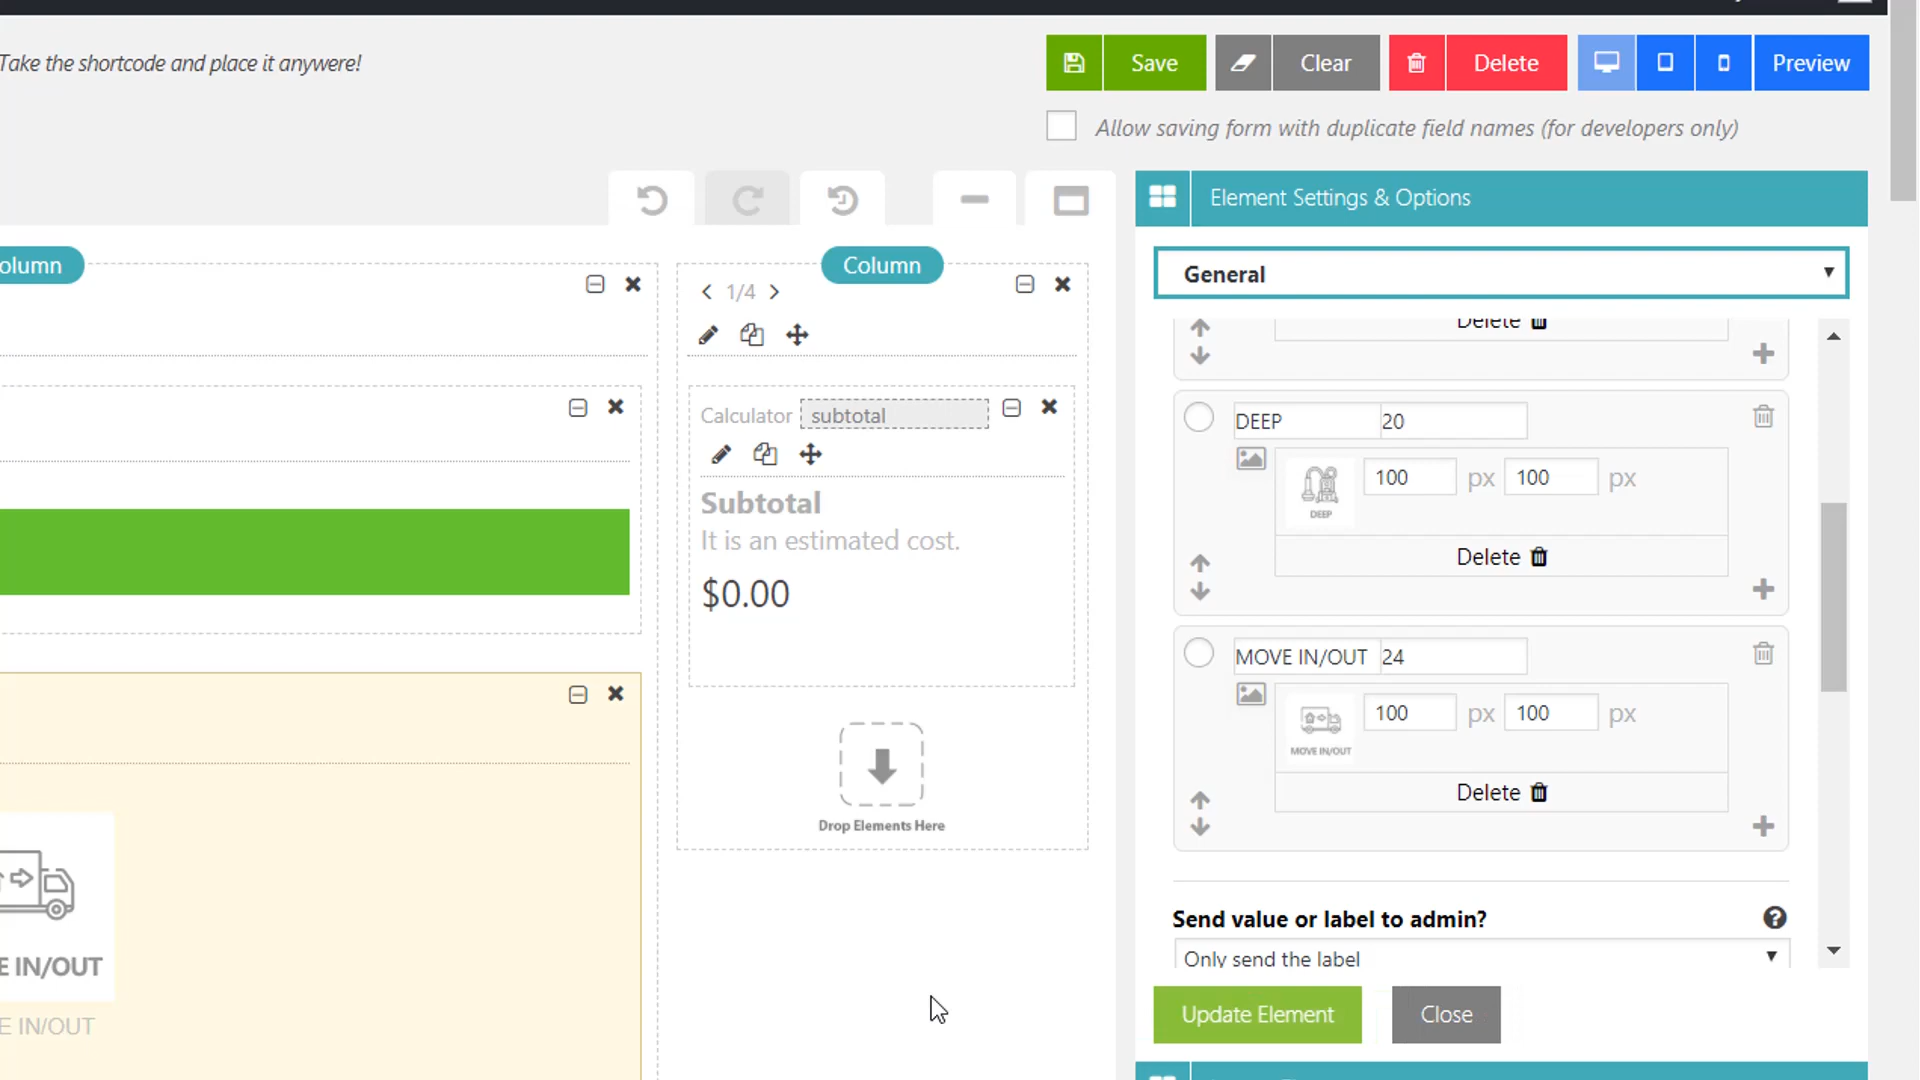 Take the shortcode and place it anywere!
Save
Clear
Delete
Preview
Allow saving form with duplicate field names (for developers only)
Element Settings & Options
General
olumn
Column
1/4
Calculator subtotal
Subtotal
It is an estimated cost.
$0.00
Drop Elements Here
E IN/OUT
E IN/OUT
Delete
DEEP 20
DEEP
100 px 100 px
Delete
MOVE IN/OUT 24
MOVE IN/OUT
100 px 100 px
Delete
Send value or label to admin?
Only send the label
Update Element
Close